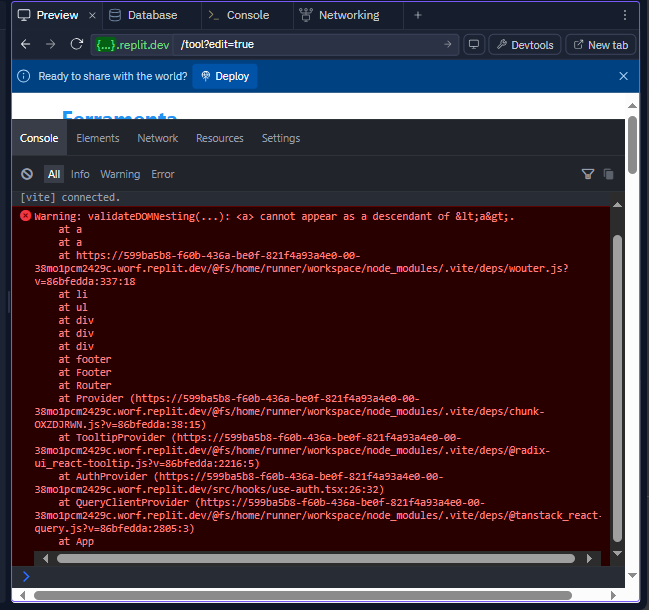 Preview × Database >_ Console Networking +
{...}.replit.dev /tool?edit=true Devtools New tab
Ready to share with the world? Deploy ×
Ferramenta
Console Elements Network Resources Settings
All Info Warning Error
[vite] connected.
Warning: validateDOMNesting(...): <a> cannot appear as a descendant of &lt;a&gt;.
at a
at a
at https://599ba5b8-f60b-436a-be0f-821f4a93a4e0-00-
38mo1pcm2429c.worf.replit.dev/@fs/home/runner/workspace/node_modules/.vite/deps/wouter.js?
v=86bfedda:337:18
at li
at ul
at div
at div
at div
at footer
at Footer
at Router
at Provider (https://599ba5b8-f60b-436a-be0f-821f4a93a4e0-00-
38mo1pcm2429c.worf.replit.dev/@fs/home/runner/workspace/node_modules/.vite/deps/chunk-
OXZDJRWN.js?v=86bfedda:38:15)
at TooltipProvider (https://599ba5b8-f60b-436a-be0f-821f4a93a4e0-00-
38mo1pcm2429c.worf.replit.dev/@fs/home/runner/workspace/node_modules/.vite/deps/@radix-
ui_react-tooltip.js?v=86bfedda:2216:5)
at AuthProvider (https://599ba5b8-f60b-436a-be0f-821f4a93a4e0-00-
38mo1pcm2429c.worf.replit.dev/src/hooks/use-auth.tsx:26:32)
at QueryClientProvider (https://599ba5b8-f60b-436a-be0f-821f4a93a4e0-00-
38mo1pcm2429c.worf.replit.dev/@fs/home/runner/workspace/node_modules/.vite/deps/@tanstack_react-
query.js?v=86bfedda:2805:3)
at App